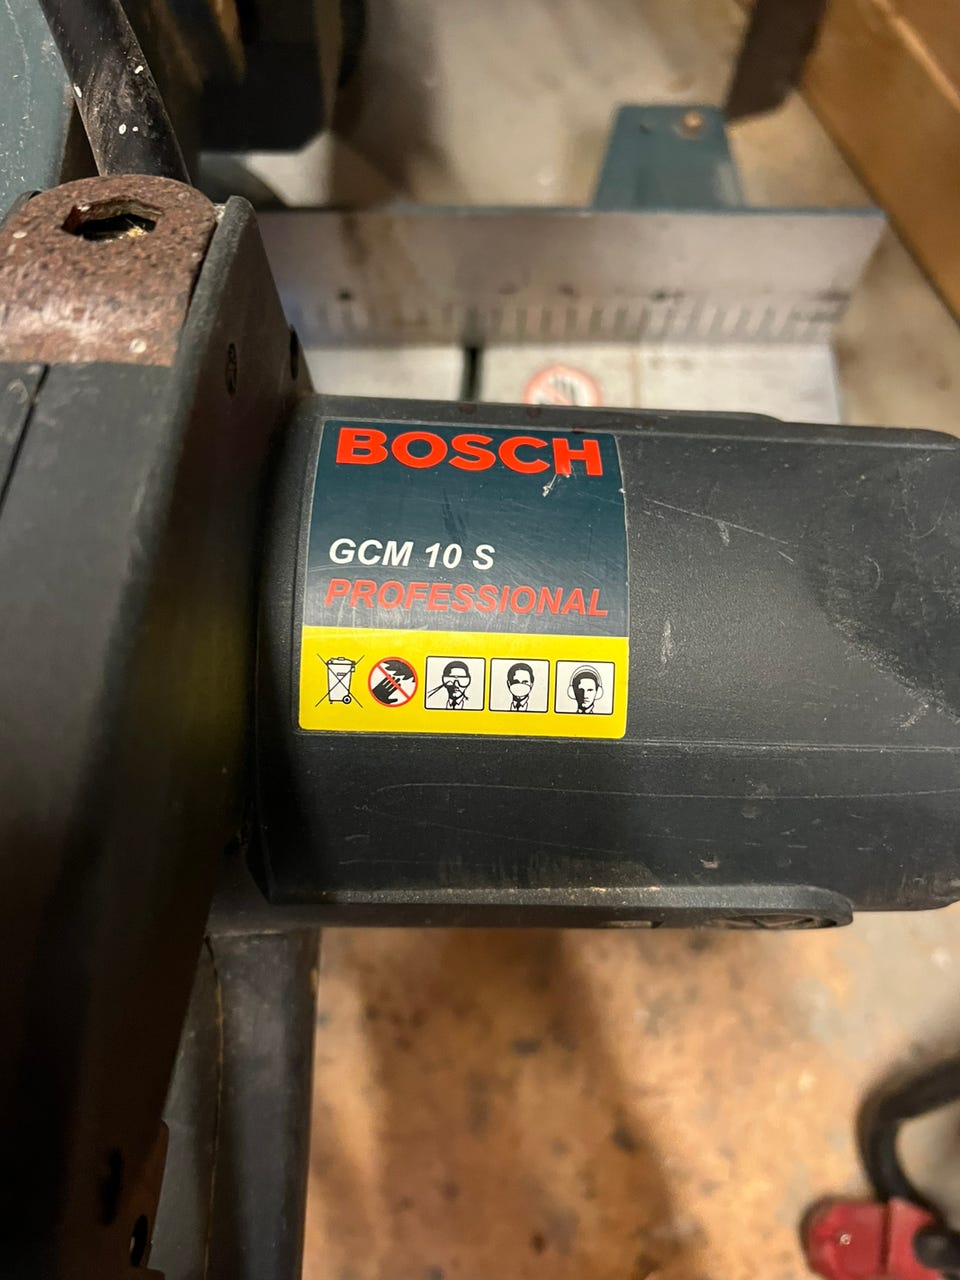 BOSCH
GCM 10 S
PROFESSIONAL